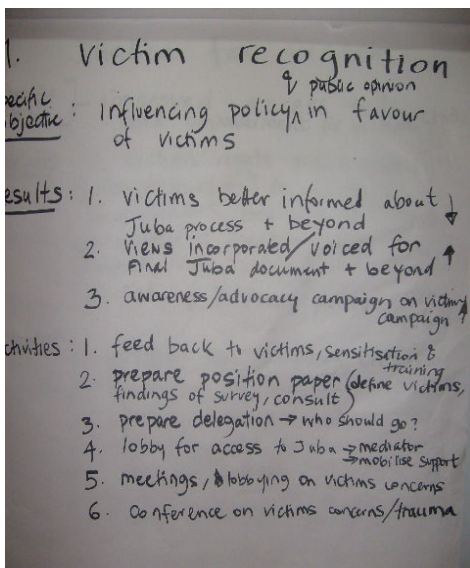 1. victim recognition
& public opinion
pecific
bjective : influencing policy ^ in favour
of victims
esults : 1. victims better informed about ↓
Juba process + beyond
2. views incorporated/voiced for
Final Juba document + beyond ↑
3. awareness/advocacy campaign on victims
campaign ?
ctivities : 1. feed back to victims, sensitisation &
training
2. prepare position paper (define victims,
findings of survey, consult)
3. prepare delegation → who should go?
4. lobby for access to Juba → mediator
→ mobilise support
5. meetings, lobbying on victims concerns
6. conference on victims concerns/trauma